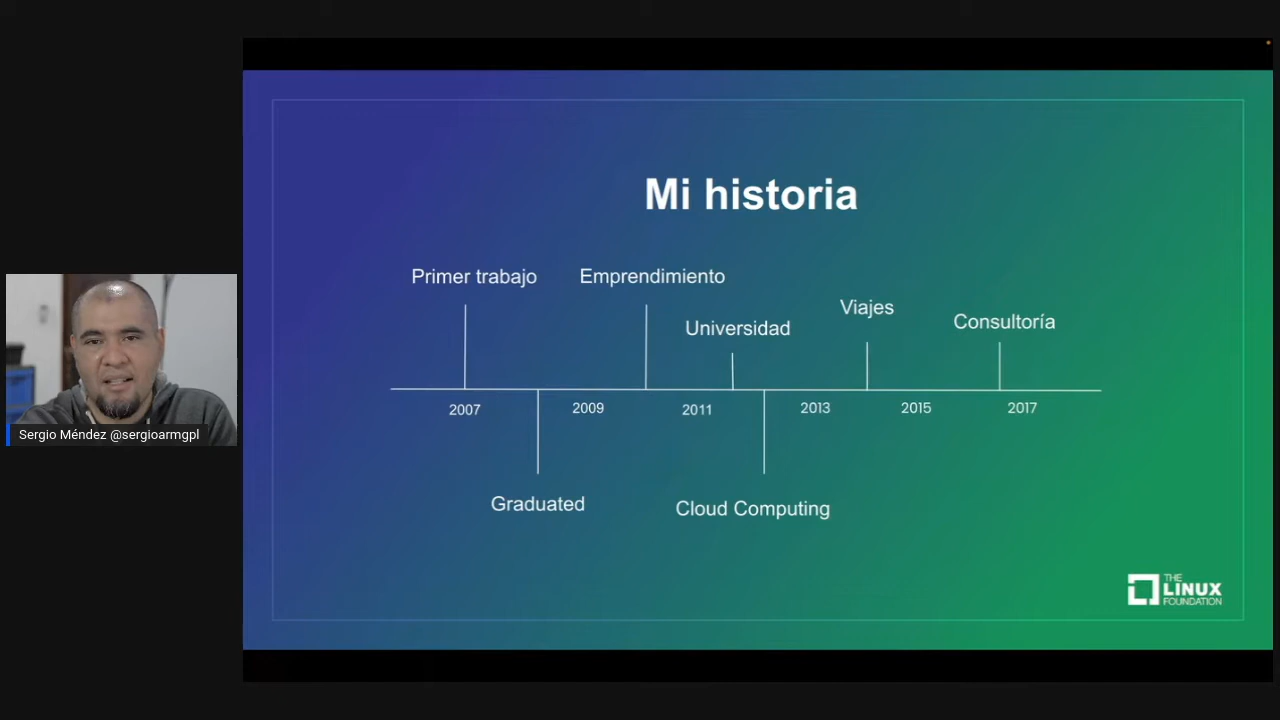 Mi historia
Primer trabajo
Emprendimiento
Universidad
Viajes
Consultoría
2007
2009
2011
2013
2015
2017
Graduated
Cloud Computing
THE
LINUX
FOUNDATION
Sergio Méndez @sergioarmgpl